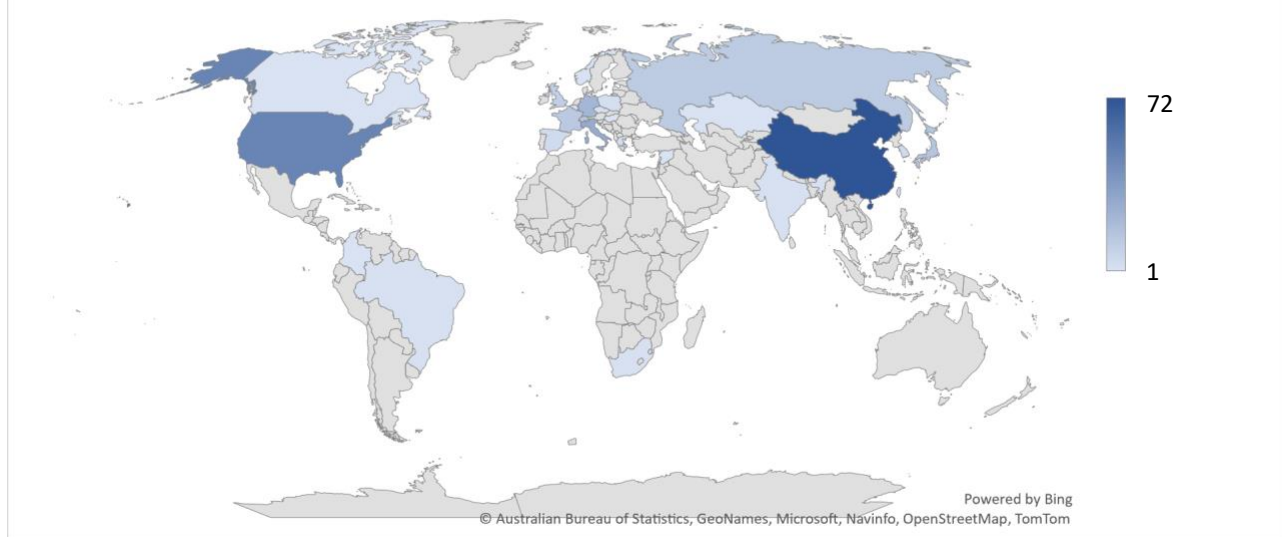 72
1
Powered by Bing
© Australian Bureau of Statistics, GeoNames, Microsoft, Navinfo, OpenStreetMap, TomTom